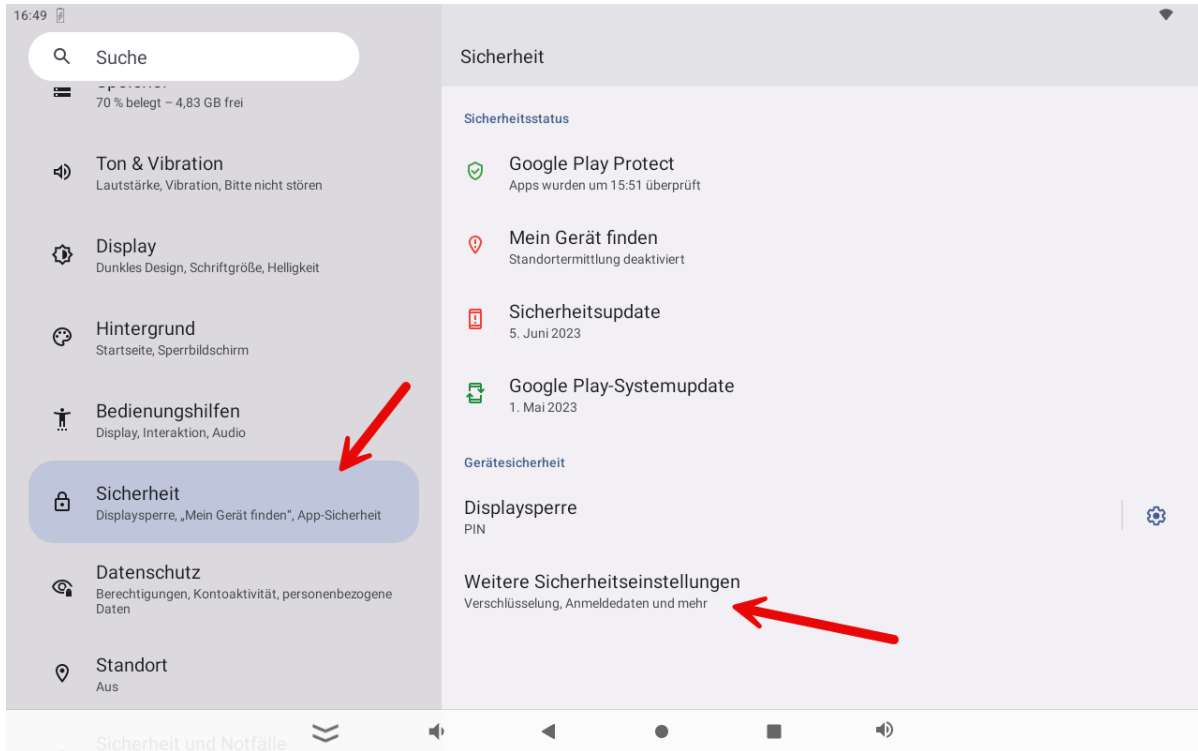 16:49
Suche
Speicher
70 % belegt – 4,83 GB frei
Ton & Vibration
Lautstärke, Vibration, Bitte nicht stören
Display
Dunkles Design, Schriftgröße, Helligkeit
Hintergrund
Startseite, Sperrbildschirm
Bedienungshilfen
Display, Interaktion, Audio
Sicherheit
Displaysperre, „Mein Gerät finden“, App-Sicherheit
Datenschutz
Berechtigungen, Kontoaktivität, personenbezogene
Daten
Standort
Aus
Sicherheit und Notfälle
Sicherheit
Sicherheitsstatus
Google Play Protect
Apps wurden um 15:51 überprüft
Mein Gerät finden
Standortermittlung deaktiviert
Sicherheitsupdate
5. Juni 2023
Google Play-Systemupdate
1. Mai 2023
Gerätesicherheit
Displaysperre
PIN
Weitere Sicherheitseinstellungen
Verschlüsselung, Anmeldedaten und mehr